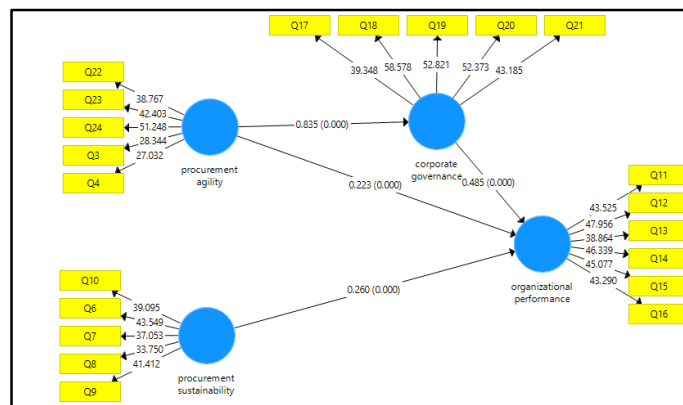 Q17
Q18
Q19
Q20
Q21
39.348
58.578
52.821
52.373
43.185
Q22
Q23
Q24
Q3
Q4
38.767
42.403
51.248
28.344
27.032
procurement
agility
0.835 (0.000)
corporate
governance
0.223 (0.000)
0.485 (0.000)
Q11
Q12
Q13
Q14
Q15
Q16
43.525
47.956
38.864
46.339
45.077
43.290
organizational
performance
Q10
Q6
Q7
Q8
Q9
39.095
43.549
37.053
33.750
41.412
procurement
sustainability
0.260 (0.000)